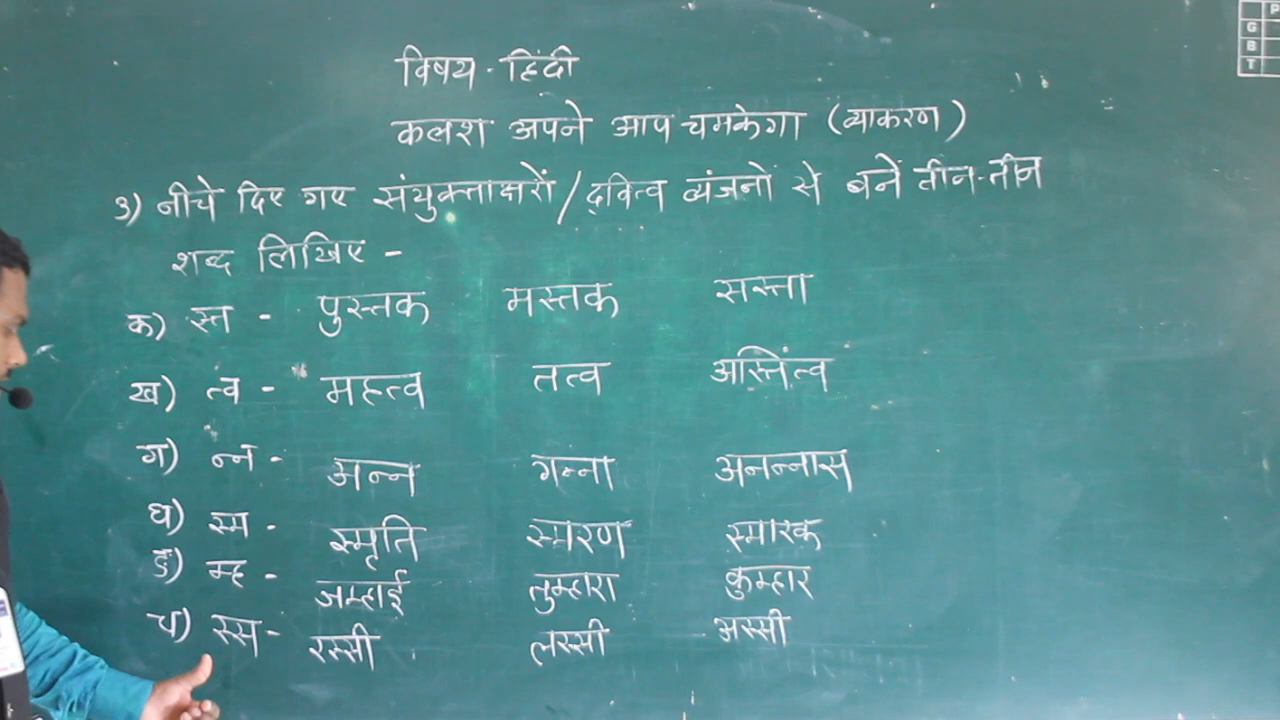 विषय - हिंदी
कलश अपने आप चमकेगा (व्याकरण)
3) नीचे दिए गए संयुक्ताक्षरों / द्वित्व व्यंजनों से बनें तीन-तीन
शब्द लिखिए -
क) स्त - पुस्तक मस्तक सस्ता
ख) त्व - महत्व तत्व अस्तित्व
ग) न्न - अन्न गन्ना अनन्नास
घ) स्म - स्मृति स्मरण स्मारक
ङ) म्ह - जम्हाई तुम्हारा कुम्हार
च) स्स - रस्सी लस्सी अस्सी
P
G
B
T